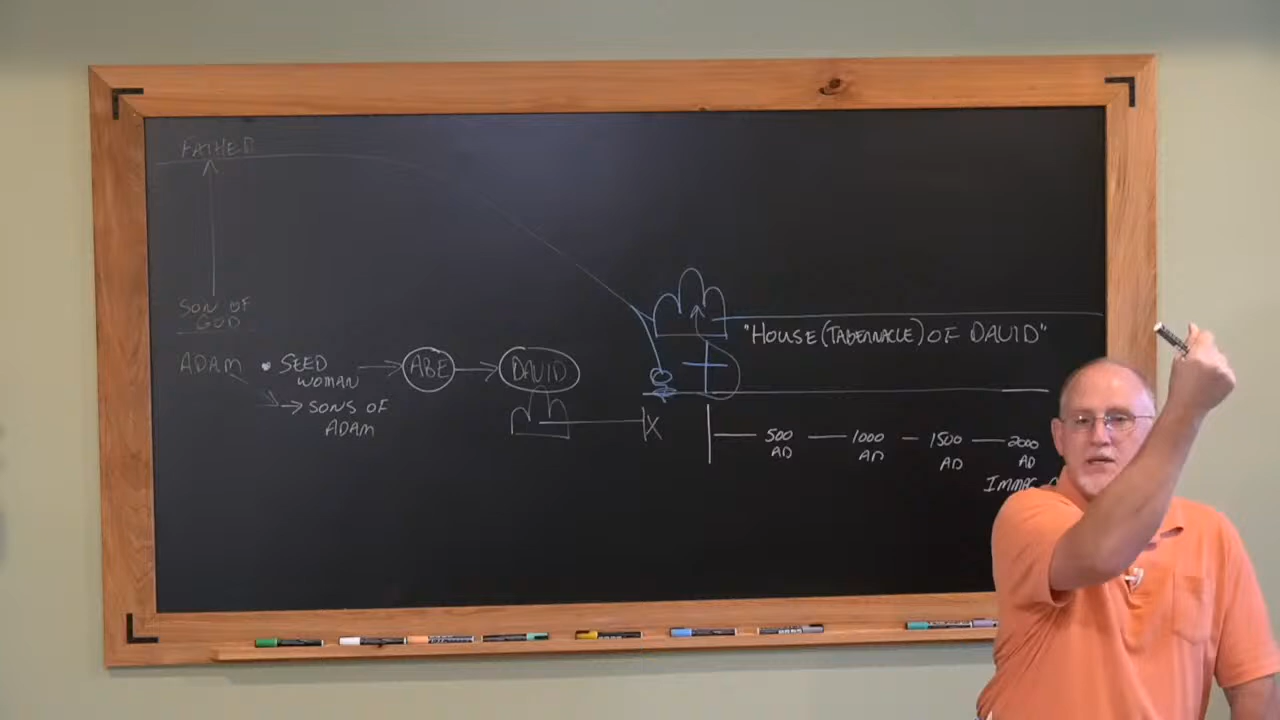 FATHER
SON OF
GOD
ADAM
SEED
WOMAN
SONS OF
ADAM
ABE
DAVID
"HOUSE (TABERNACLE) OF DAVID"
500
AD
1000
AD
1500
AD
2000
AD